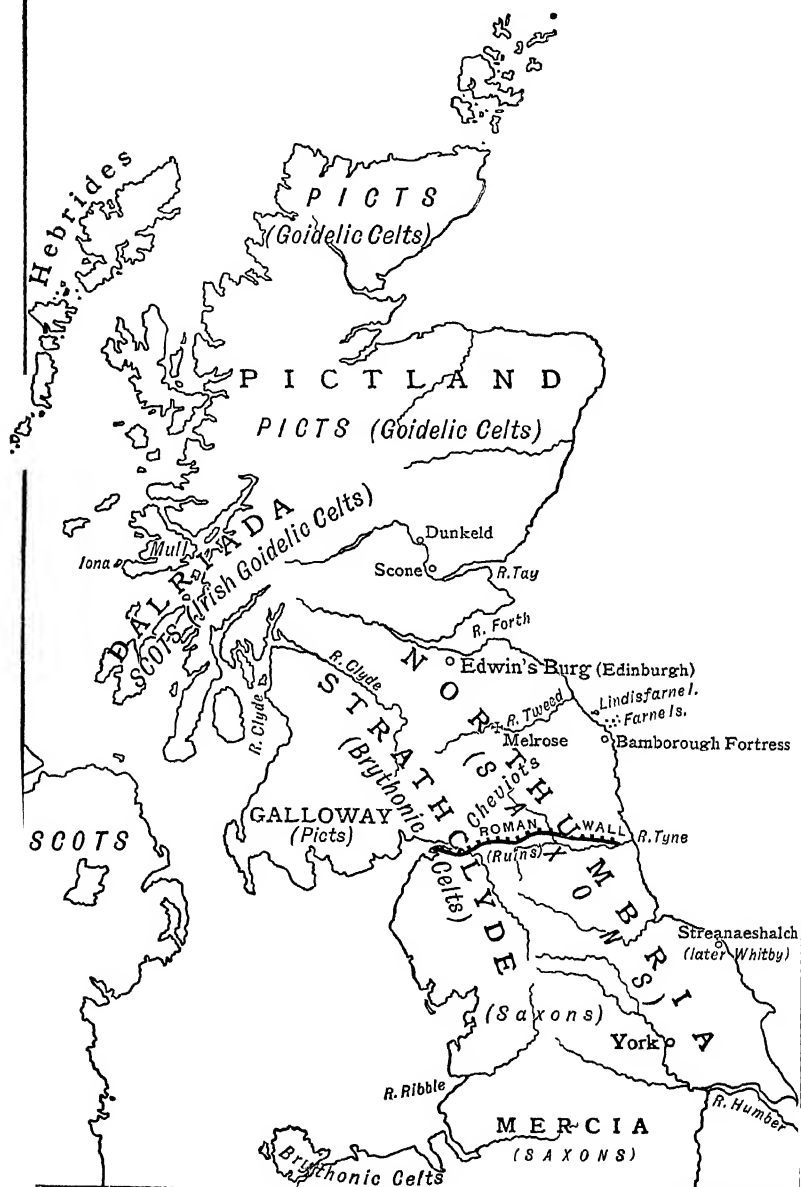 Hebrides
PICTS
(Goidelic Celts)
PICTLAND
PICTS (Goidelic Celts)
DALRIADA
SCOTS (Irish Goidelic Celts)
Mull
Iona
Dunkeld
Scone
R. Tay
R. Forth
Edwin's Burg (Edinburgh)
R. Clyde
R. Clyde
STRATHCLYDE
(Brythonic Celts)
NORTHUMBRIA
(SAXONS)
R. Tweed
Lindisfarne I.
Farne Is.
Melrose
Bamborough Fortress
Cheviots
GALLOWAY
(Picts)
ROMAN WALL
(Ruins)
R. Tyne
SCOTS
Streanaeshalch
(later Whitby)
(Saxons)
York
R. Ribble
R. Humber
MERCIA
(SAXONS)
Brythonic Celts